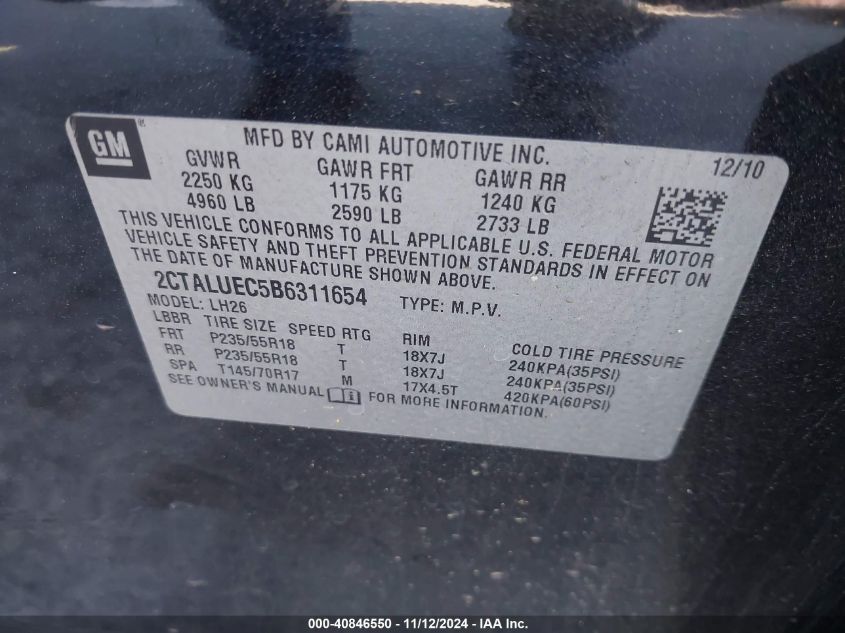 GM ®
MFD BY CAMI AUTOMOTIVE INC. 12/10
GVWR GAWR FRT GAWR RR
2250 KG 1175 KG 1240 KG
4960 LB 2590 LB 2733 LB
THIS VEHICLE CONFORMS TO ALL APPLICABLE U.S. FEDERAL MOTOR
VEHICLE SAFETY AND THEFT PREVENTION STANDARDS IN EFFECT ON
THE DATE OF MANUFACTURE SHOWN ABOVE.
2CTALUEC5B6311654 TYPE: M.P.V.
MODEL: LH26
LBBR TIRE SIZE SPEED RTG RIM COLD TIRE PRESSURE
FRT P235/55R18 T 18X7J 240KPA(35PSI)
RR P235/55R18 T 18X7J 240KPA(35PSI)
SPA T145/70R17 M 17X4.5T 420KPA(60PSI)
SEE OWNER'S MANUAL FOR MORE INFORMATION.
000-40846550 - 11/12/2024 - IAA Inc.